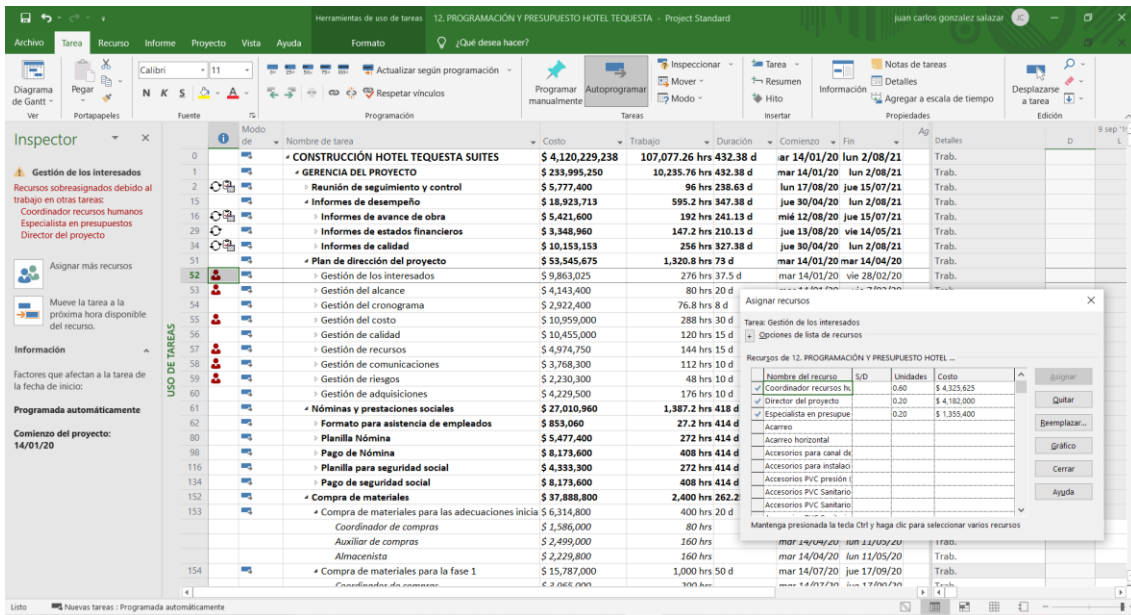 Herramientas de uso de tareas 12. PROGRAMACIÓN Y PRESUPUESTO HOTEL TEQUESTA - Project Standard juan carlos gonzalez salazar JC
Archivo Tarea Recurso Informe Proyecto Vista Ayuda Formato ¿Qué desea hacer?
Diagrama de Gantt
Pegar
Calibri 11
N K S A
0% 25% 50% 75% 100%
Actualizar según programación
Respetar vínculos
Programar manualmente
Autoprogramar
Inspeccionar
Mover
Modo
Tarea
Resumen
Hito
Información
Notas de tareas
Detalles
Agregar a escala de tiempo
Desplazarse a tarea
Ver Portapapeles Fuente Programación Tareas Insertar Propiedades Edición
Inspector
Gestión de los interesados
Recursos sobreasignados debido al
trabajo en otras tareas:
Coordinador recursos humanos
Especialista en presupuestos
Director del proyecto
Asignar más recursos
Mueve la tarea a la
próxima hora disponible
del recurso.
Información
Factores que afectan a la tarea de
la fecha de inicio:
Programada automáticamente
Comienzo del proyecto:
14/01/20
USO DE TAREAS
Modo de Nombre de tarea Costo Trabajo Duración Comienzo Fin Ag Detalles D 9 sep '1 L
0 CONSTRUCCIÓN HOTEL TEQUESTA SUITES $ 4,120,229,238 107,077.26 hrs 432.38 d ar 14/01/20 lun 2/08/21 Trab.
1 GERENCIA DEL PROYECTO $ 233,995,250 10,235.76 hrs 432.38 d mar 14/01/20 lun 2/08/21 Trab.
2 Reunión de seguimiento y control $ 5,777,400 96 hrs 238.63 d lun 17/08/20 jue 15/07/21 Trab.
15 Informes de desempeño $ 18,923,713 595.2 hrs 347.38 d jue 30/04/20 lun 2/08/21 Trab.
16 Informes de avance de obra $ 5,421,600 192 hrs 241.13 d mié 12/08/20 jue 15/07/21 Trab.
29 Informes de estados financieros $ 3,348,960 147.2 hrs 210.13 d jue 13/08/20 vie 14/05/21 Trab.
34 Informes de calidad $ 10,153,153 256 hrs 327.38 d jue 30/04/20 lun 2/08/21 Trab.
51 Plan de dirección del proyecto $ 53,545,675 1,320.8 hrs 73 d mar 14/01/20 mar 14/04/20 Trab.
52 Gestión de los interesados $ 9,863,025 276 hrs 37.5 d mar 14/01/20 vie 28/02/20 Trab.
53 Gestión del alcance $ 4,143,400 80 hrs 20 d
54 Gestión del cronograma $ 2,922,400 76.8 hrs 8 d
55 Gestión del costo $ 10,959,000 288 hrs 30 d
56 Gestión de calidad $ 10,455,000 120 hrs 15 d
57 Gestión de recursos $ 4,974,750 144 hrs 15 d
58 Gestión de comunicaciones $ 3,768,300 112 hrs 10 d
59 Gestión de riesgos $ 2,230,300 48 hrs 10 d
60 Gestión de adquisiciones $ 4,229,500 176 hrs 10 d
61 Nóminas y prestaciones sociales $ 27,010,960 1,387.2 hrs 418 d
62 Formato para asistencia de empleados $ 853,060 27.2 hrs 414 d
80 Planilla Nómina $ 5,477,400 272 hrs 414 d
98 Pago de Nómina $ 8,173,600 408 hrs 414 d
116 Planilla para seguridad social $ 4,333,300 272 hrs 414 d
134 Pago de seguridad social $ 8,173,600 408 hrs 414 d
152 Compra de materiales $ 37,888,800 2,400 hrs 262.2
153 Compra de materiales para las adecuaciones inicia $ 6,314,800 400 hrs 20 d
Coordinador de compras $ 1,586,000 80 hrs
Auxiliar de compras $ 2,499,000 160 hrs
Almacenista $ 2,229,800 160 hrs mar 14/04/20 lun 11/05/20 Trab.
154 Compra de materiales para la fase 1 $ 15,787,000 1,000 hrs 50 d mar 14/07/20 jue 17/09/20 Trab.
Coordinador de compras $ 3,965,000 200 hrs mar 14/07/20 jue 17/09/20 Trab.
Asignar recursos
Tarea: Gestión de los interesados
Opciones de lista de recursos
Recursos de 12. PROGRAMACIÓN Y PRESUPUESTO HOTEL ...
Nombre del recurso S/D Unidades Costo
Coordinador recursos hu 0.60 $ 4,325,625
Director del proyecto 0.20 $ 4,182,000
Especialista en presupue 0.20 $ 1,355,400
Acarreo
Acarreo horizontal
Accesorios para canal de
Accesorios para instalaci
Accesorios PVC presión (
Accesorios PVC Sanitario
Accesorios PVC Sanitario
Asignar
Quitar
Reemplazar...
Gráfico
Cerrar
Ayuda
Mantenga presionada la tecla Ctrl y haga clic para seleccionar varios recursos
Listo Nuevas tareas : Programada automáticamente